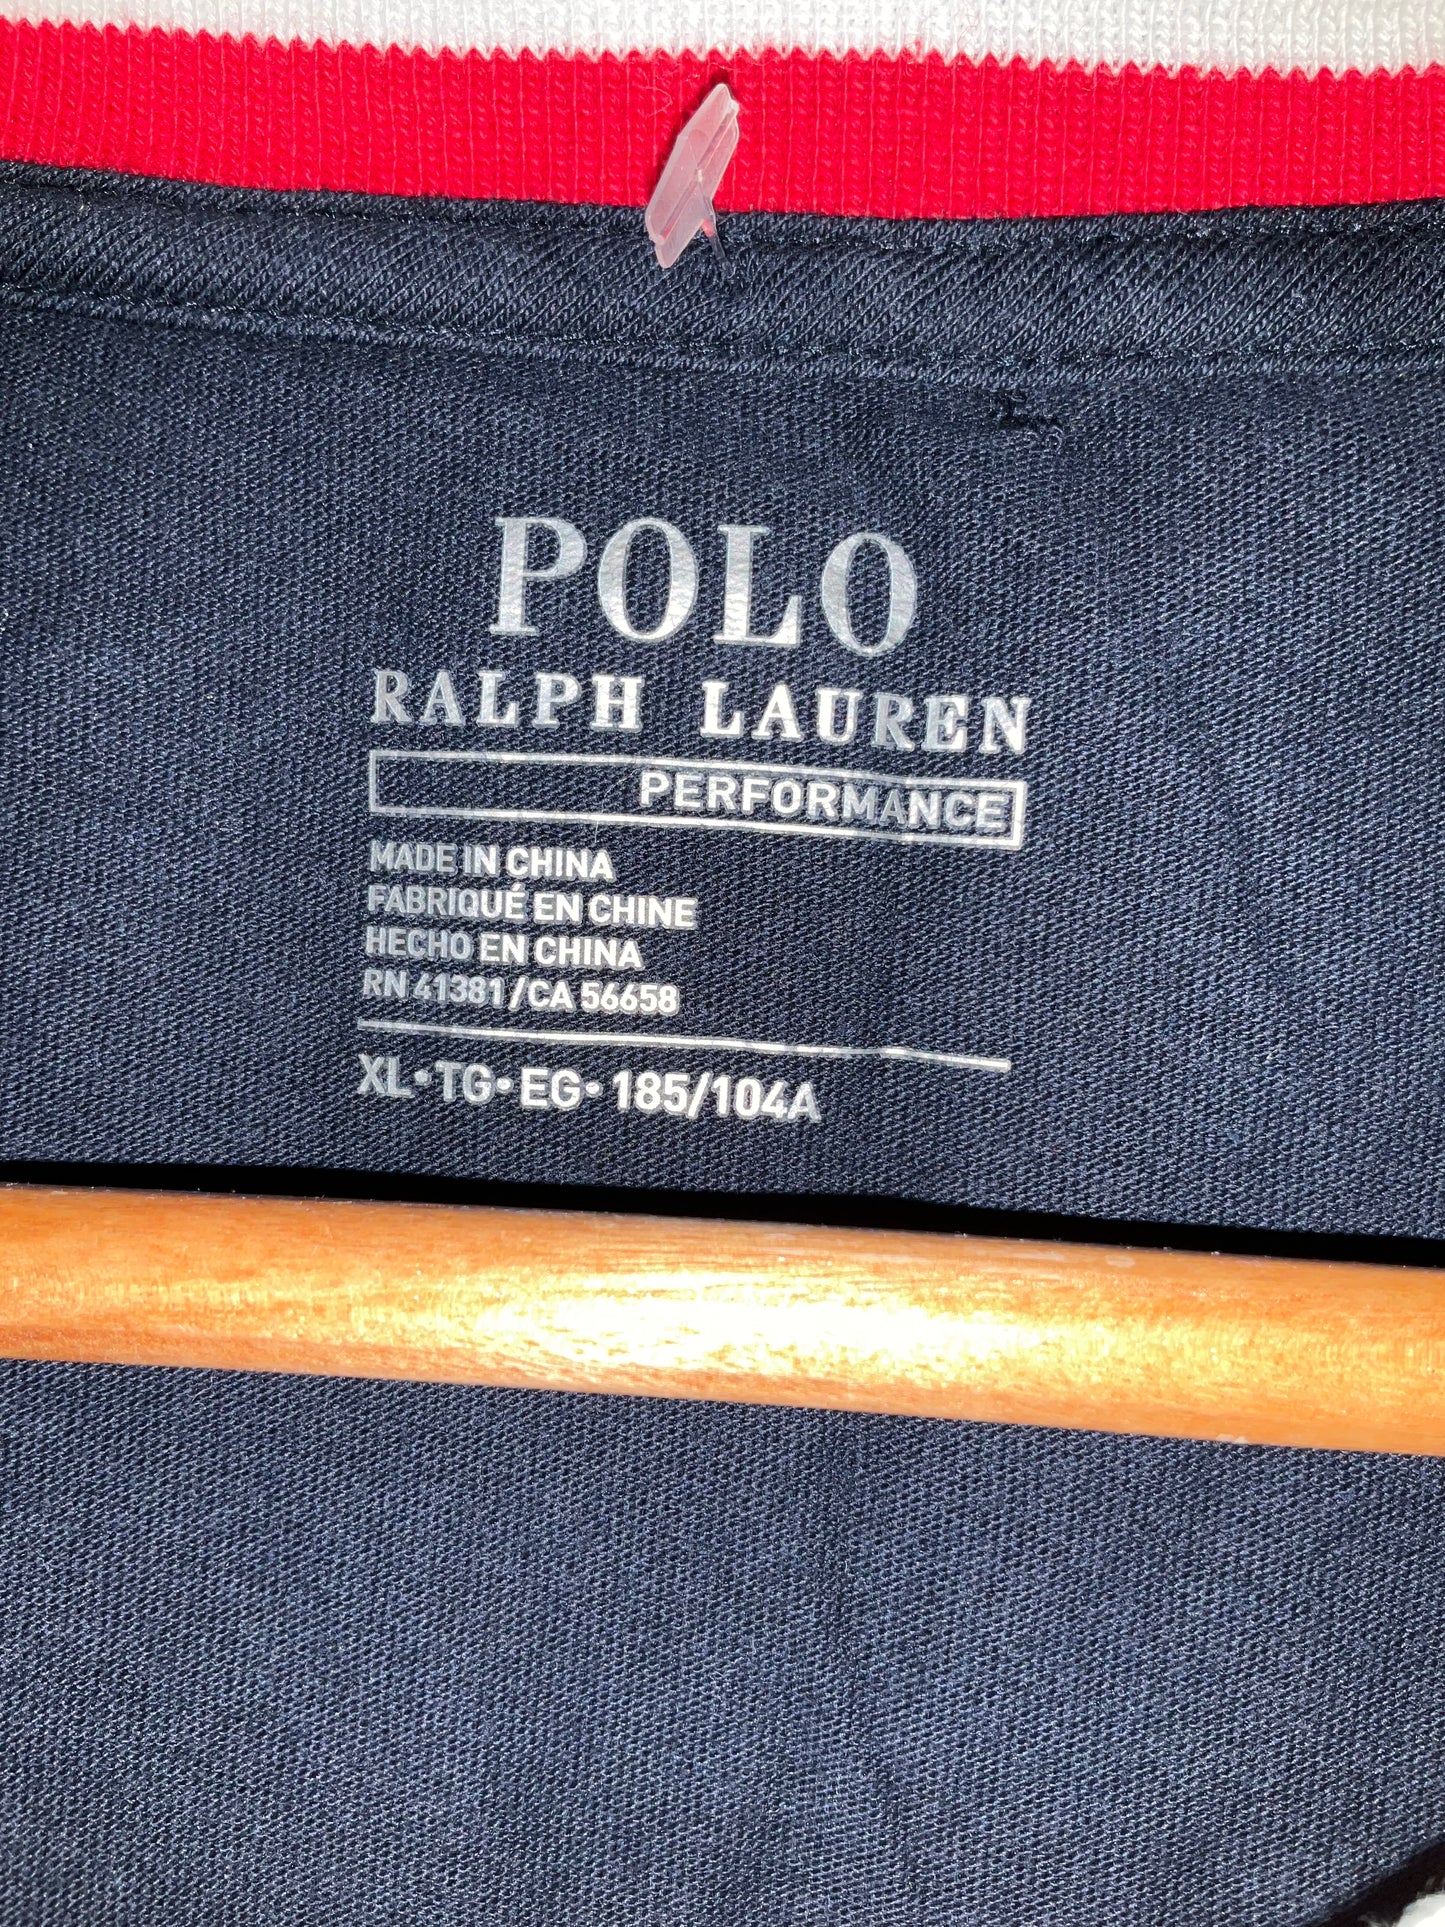 POLO
RALPH LAUREN
PERFORMANCE
MADE IN CHINA
FABRIQUÉ EN CHINE
HECHO EN CHINA
RN 41381/CA 56658
XL•TG•EG•185/104A